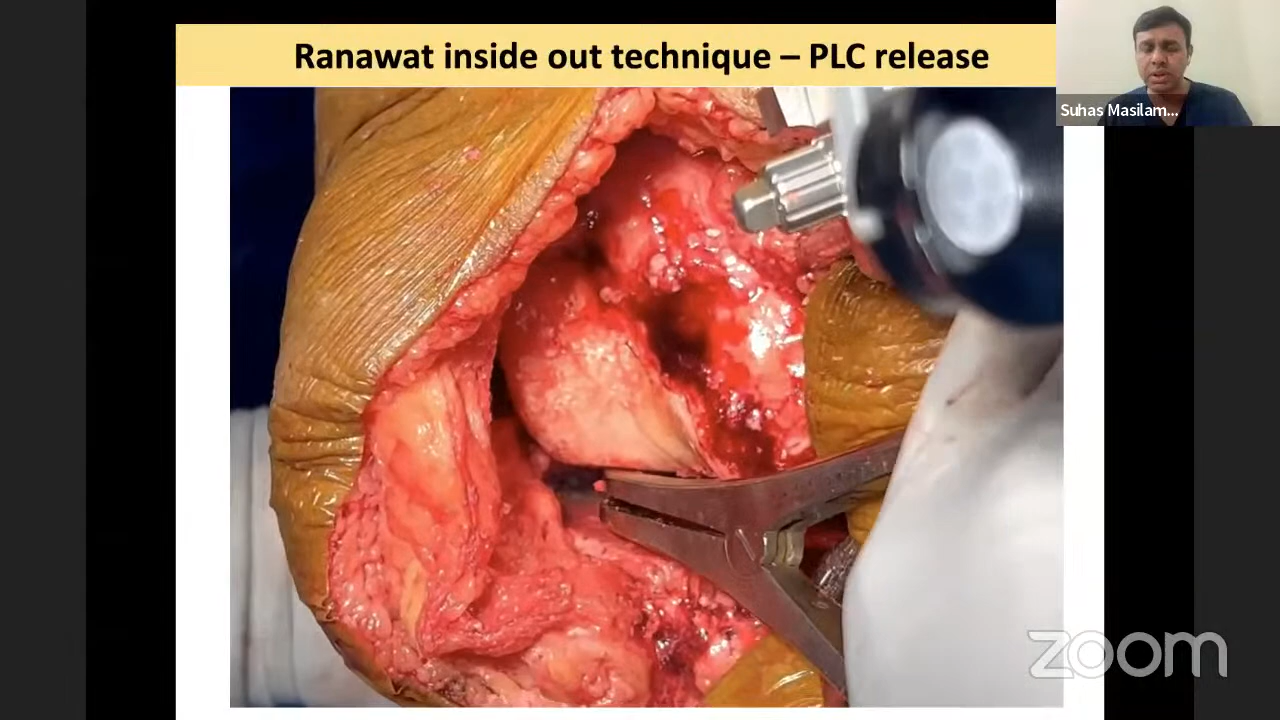 Ranawat inside out technique – PLC release
Suhas Masilam...
zoom